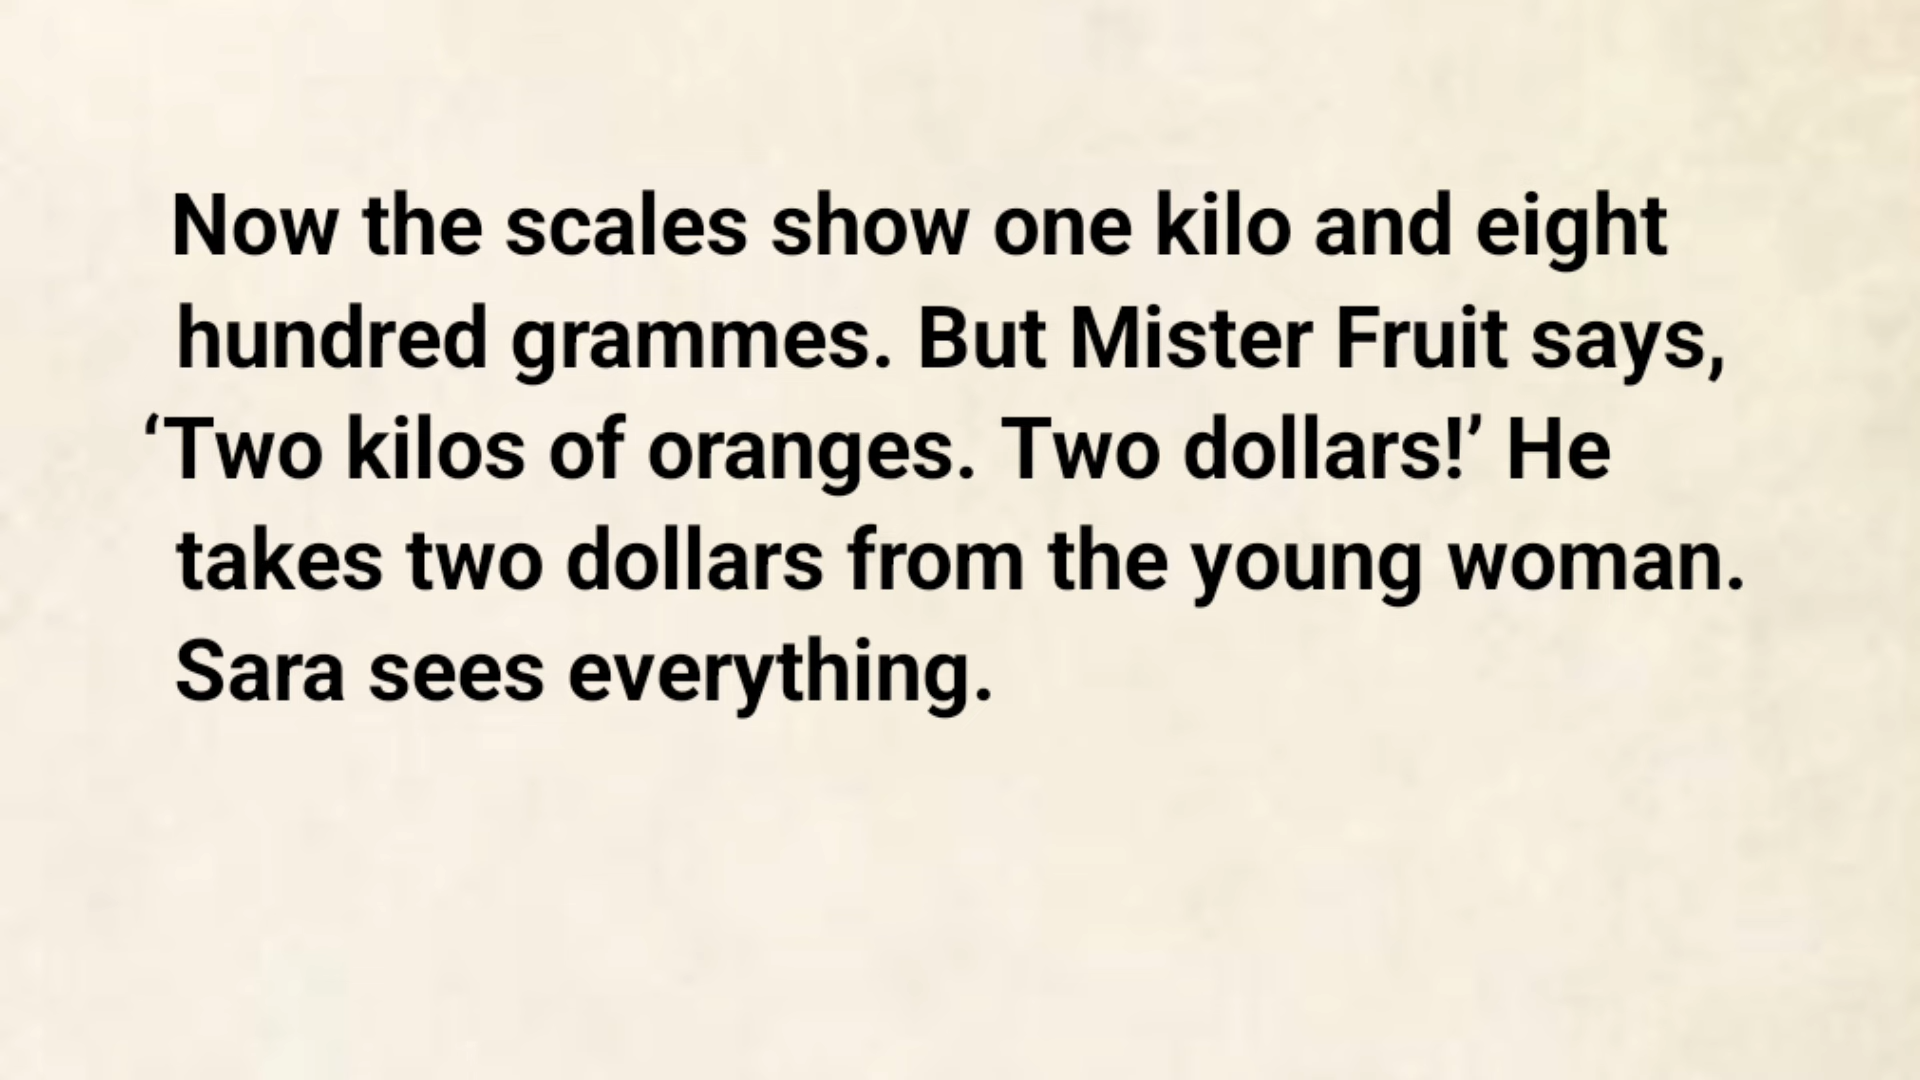 Now the scales show one kilo and eight
hundred grammes. But Mister Fruit says,
‘Two kilos of oranges. Two dollars!’ He
takes two dollars from the young woman.
Sara sees everything.